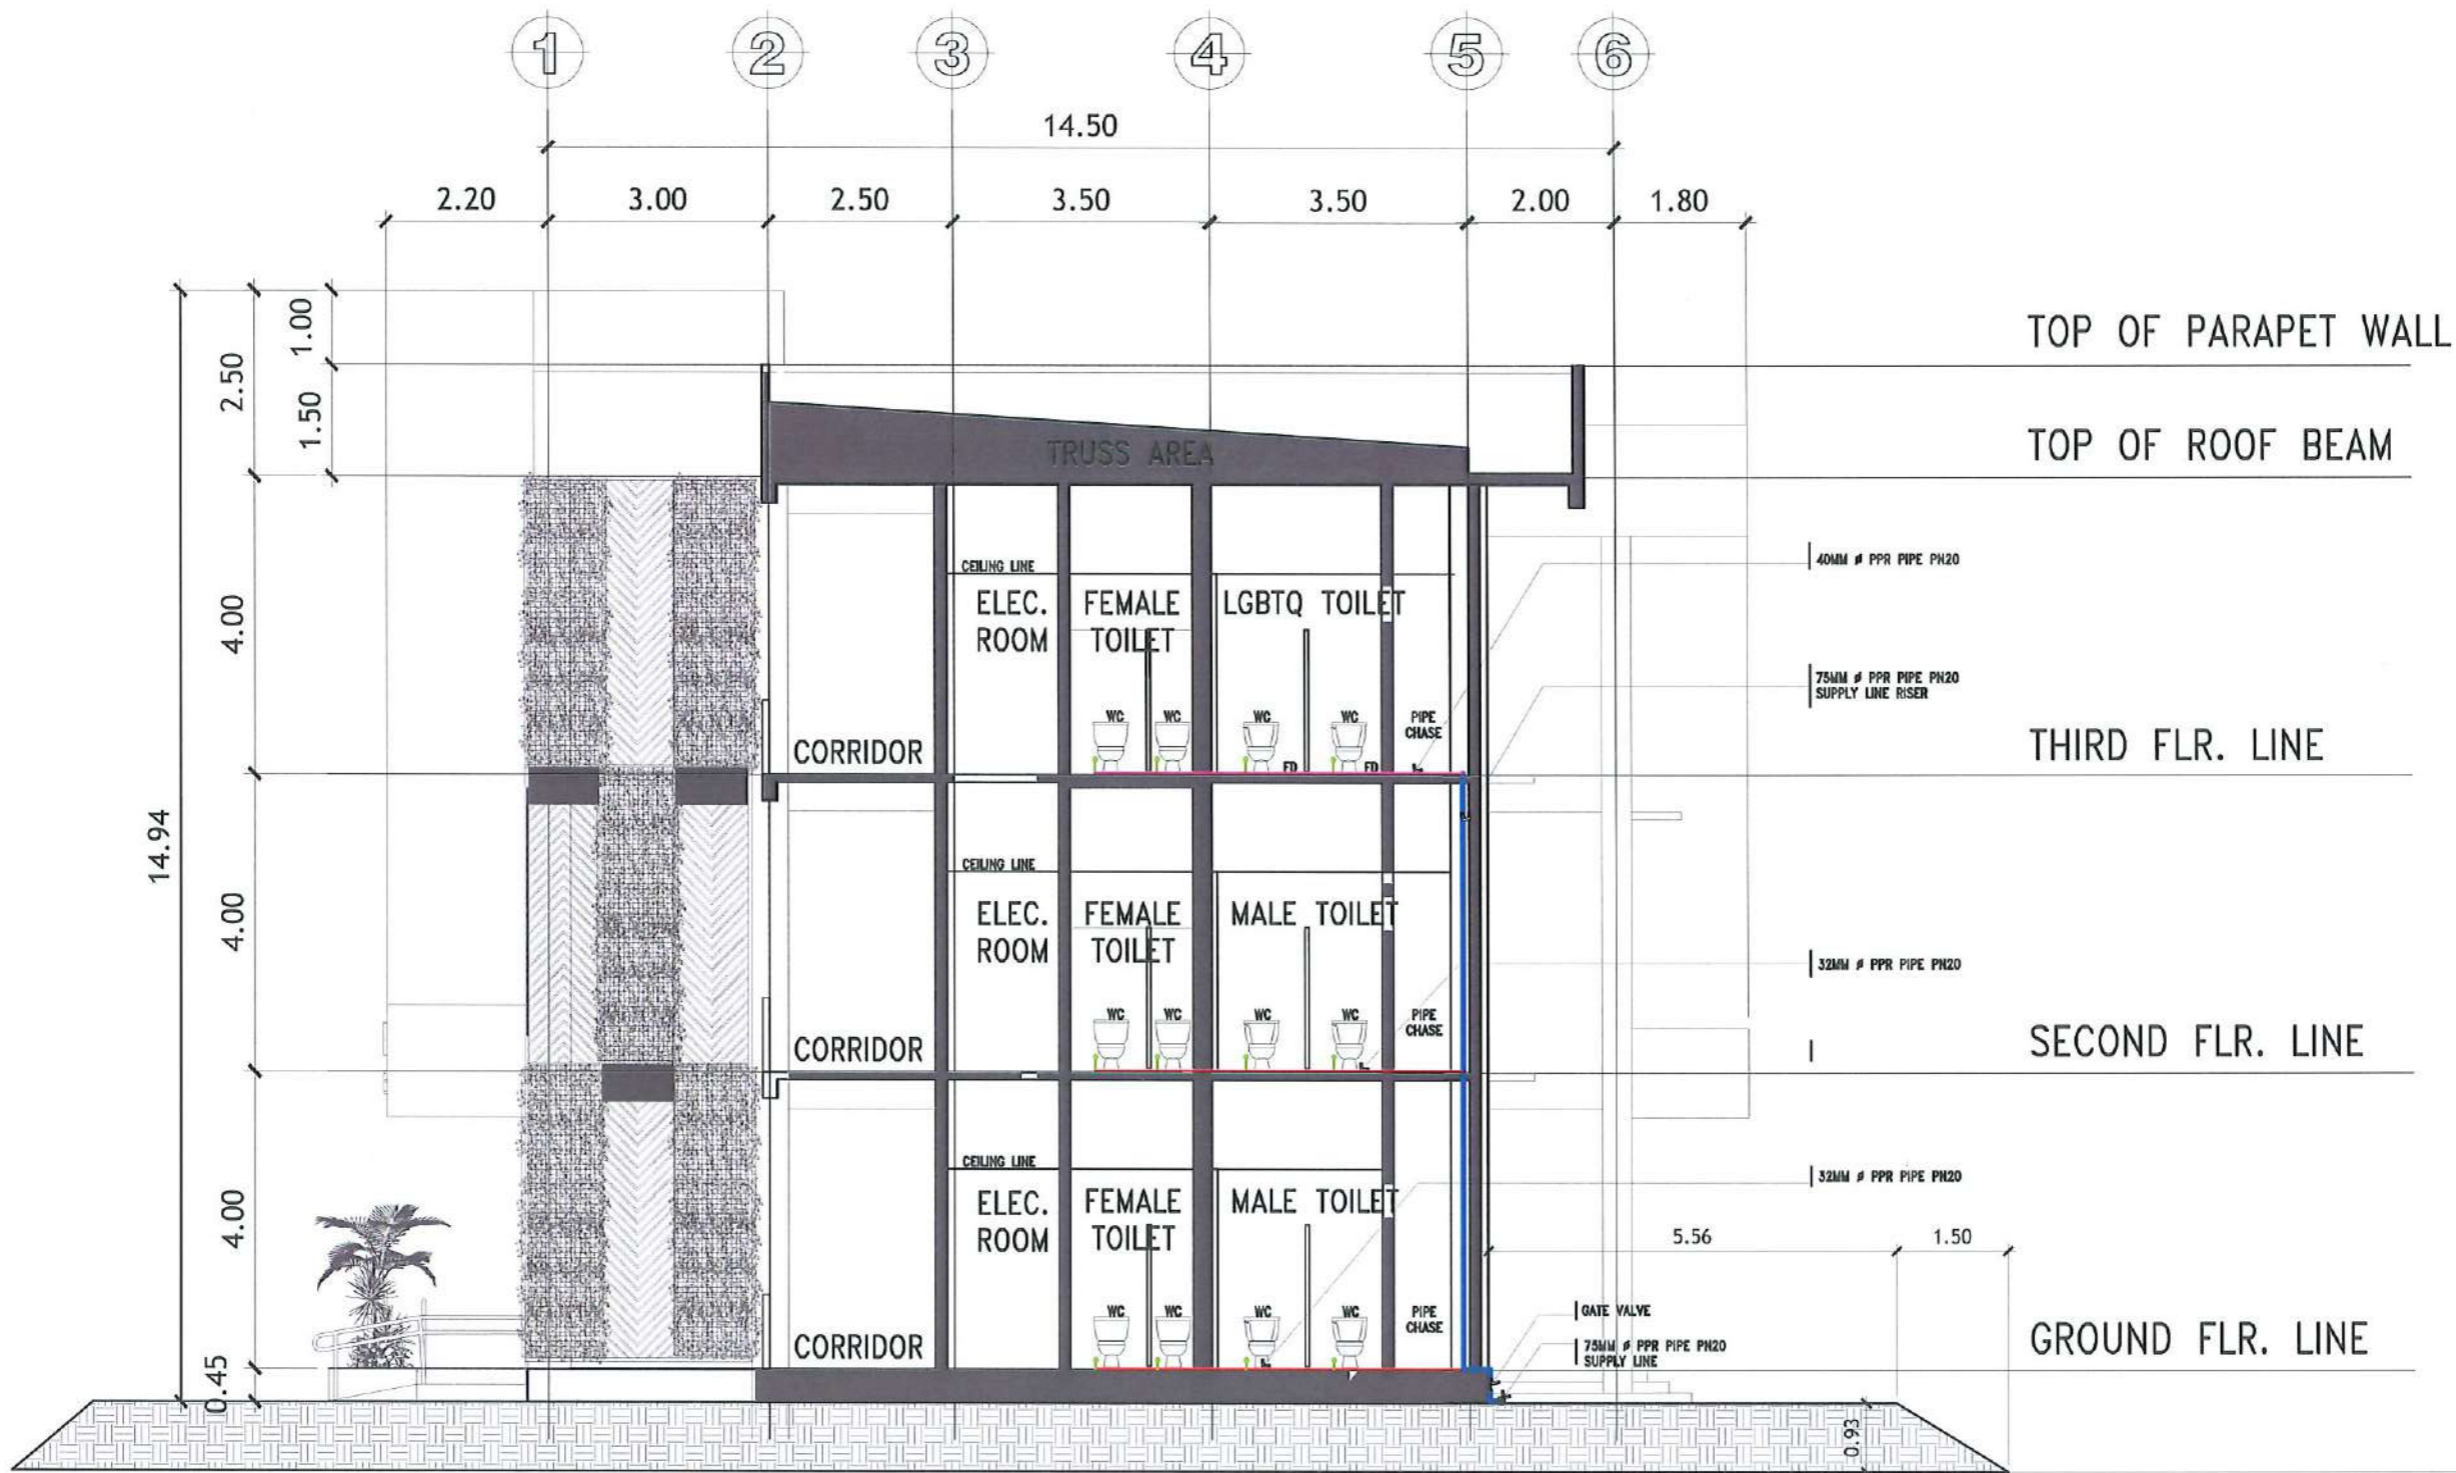 1 2 3 4 5 6
14.50
2.20 3.00 2.50 3.50 3.50 2.00 1.80
1.00
2.50
1.50
TOP OF PARAPET WALL
TOP OF ROOF BEAM
TRUSS AREA
4.00
CEILING LINE
40MM Ø PPR PIPE PN20
ELEC. ROOM
FEMALE TOILET
LGBTQ TOILET
75MM Ø PPR PIPE PN20
SUPPLY LINE RISER
WC WC WC WC
PIPE CHASE
CORRIDOR
FD FD
THIRD FLR. LINE
14.94
4.00
CEILING LINE
ELEC. ROOM
FEMALE TOILET
MALE TOILET
32MM Ø PPR PIPE PN20
WC WC WC WC
PIPE CHASE
CORRIDOR
SECOND FLR. LINE
4.00
CEILING LINE
32MM Ø PPR PIPE PN20
ELEC. ROOM
FEMALE TOILET
MALE TOILET
5.56 1.50
WC WC WC WC
PIPE CHASE
GATE VALVE
75MM Ø PPR PIPE PN20
SUPPLY LINE
CORRIDOR
GROUND FLR. LINE
0.45
0.93